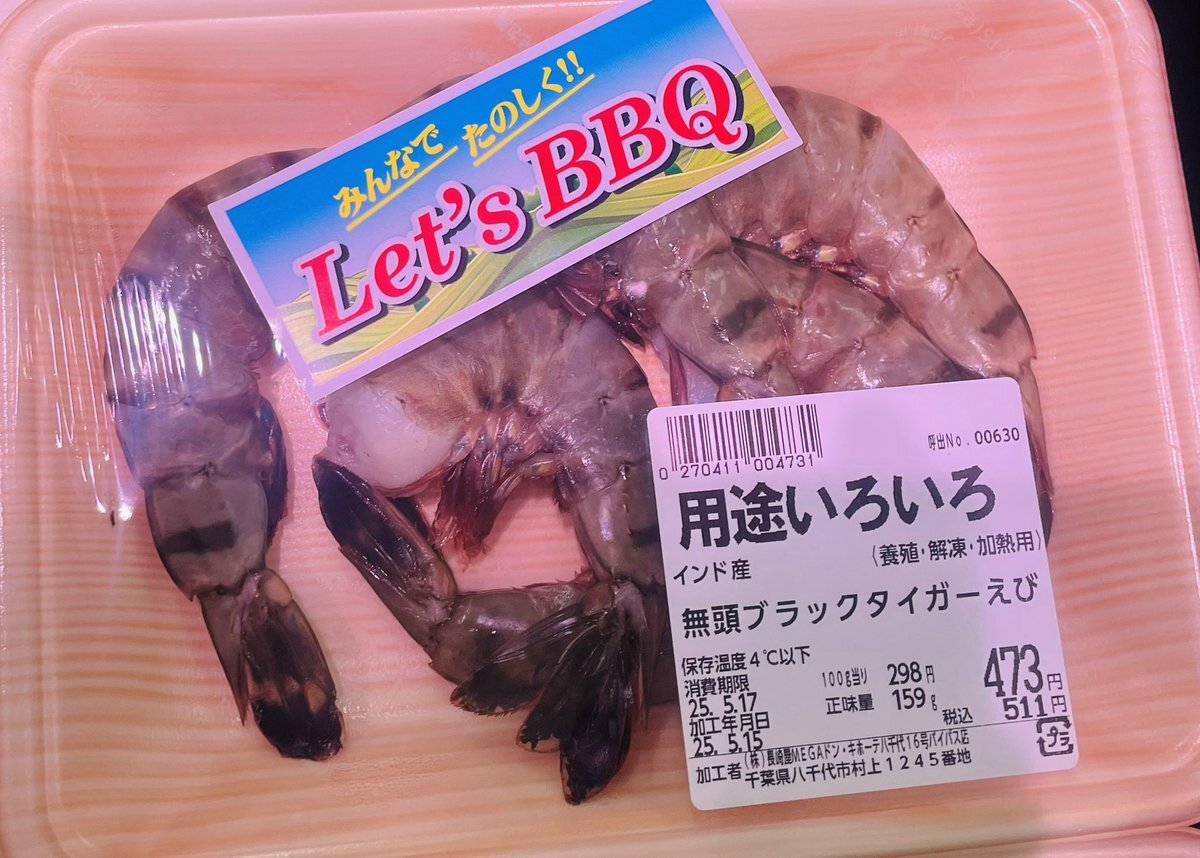 みんなで たのしく!!
Let's BBQ
0 270411 004731
呼出No. 00630
用途いろいろ
(養殖・解凍・加熱用)
インド産
無頭ブラックタイガーえび
保存温度4℃以下
消費期限
25. 5.17
加工年月日
25. 5.15
100g当り 298円
正味量 159g
473円
税込 511円
プラ
加工者 (株)長崎屋MEGAドン・キホーテ八千代16号バイパス店
千葉県八千代市村上1245番地